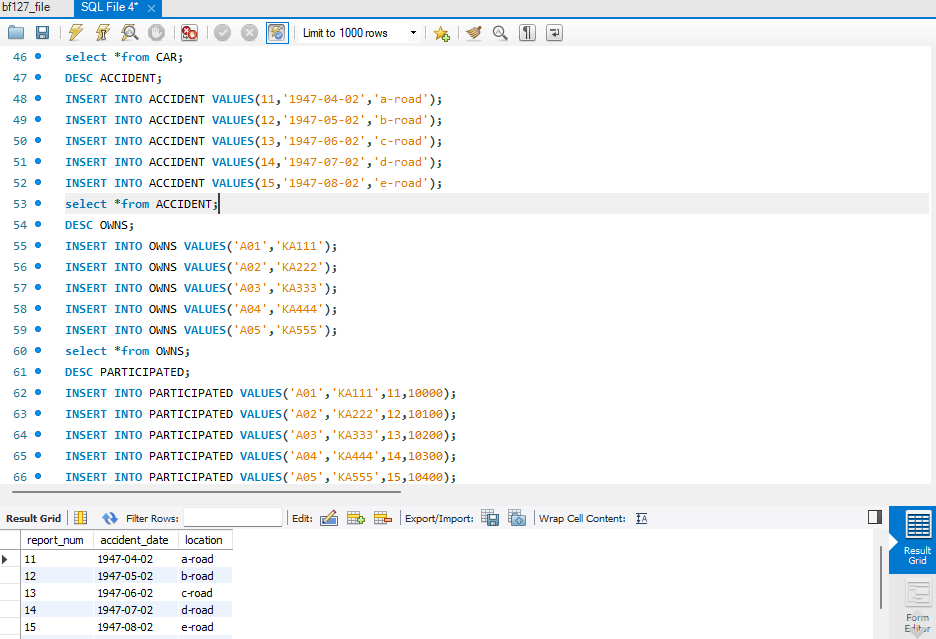 bf127_file SQL File 4*
Limit to 1000 rows
46 select *from CAR;
47 DESC ACCIDENT;
48 INSERT INTO ACCIDENT VALUES(11,'1947-04-02','a-road');
49 INSERT INTO ACCIDENT VALUES(12,'1947-05-02','b-road');
50 INSERT INTO ACCIDENT VALUES(13,'1947-06-02','c-road');
51 INSERT INTO ACCIDENT VALUES(14,'1947-07-02','d-road');
52 INSERT INTO ACCIDENT VALUES(15,'1947-08-02','e-road');
53 select *from ACCIDENT;
54 DESC OWNS;
55 INSERT INTO OWNS VALUES('A01','KA111');
56 INSERT INTO OWNS VALUES('A02','KA222');
57 INSERT INTO OWNS VALUES('A03','KA333');
58 INSERT INTO OWNS VALUES('A04','KA444');
59 INSERT INTO OWNS VALUES('A05','KA555');
60 select *from OWNS;
61 DESC PARTICIPATED;
62 INSERT INTO PARTICIPATED VALUES('A01','KA111',11,10000);
63 INSERT INTO PARTICIPATED VALUES('A02','KA222',12,10100);
64 INSERT INTO PARTICIPATED VALUES('A03','KA333',13,10200);
65 INSERT INTO PARTICIPATED VALUES('A04','KA444',14,10300);
66 INSERT INTO PARTICIPATED VALUES('A05','KA555',15,10400);
Result Grid Filter Rows: Edit: Export/Import: Wrap Cell Content:
report_num accident_date location
11 1947-04-02 a-road
12 1947-05-02 b-road
13 1947-06-02 c-road
14 1947-07-02 d-road
15 1947-08-02 e-road
Result
Grid
Form
Editor